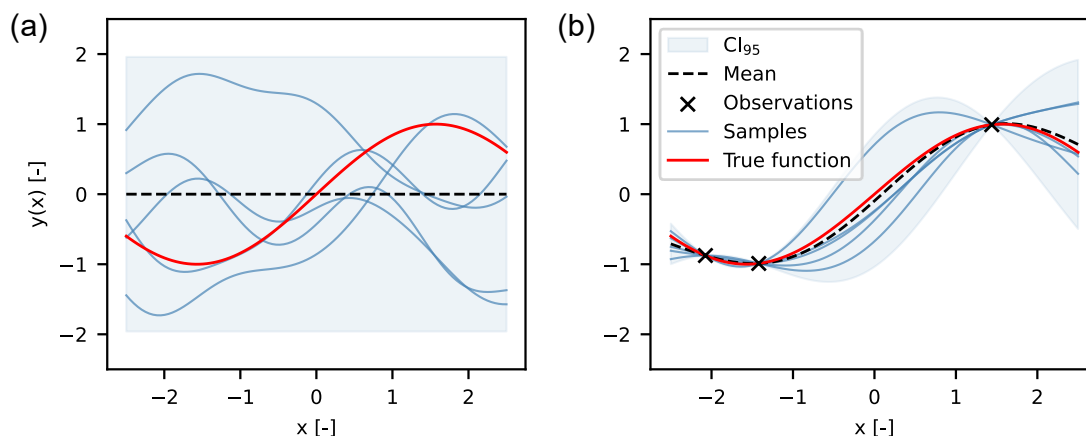 (a)
2
1
0
−1
−2
y(x) [-]
−2
−1
0
1
2
x [-]
(b)
2
1
0
−1
−2
CI95
Mean
Observations
Samples
True function
−2
−1
0
1
2
x [-]